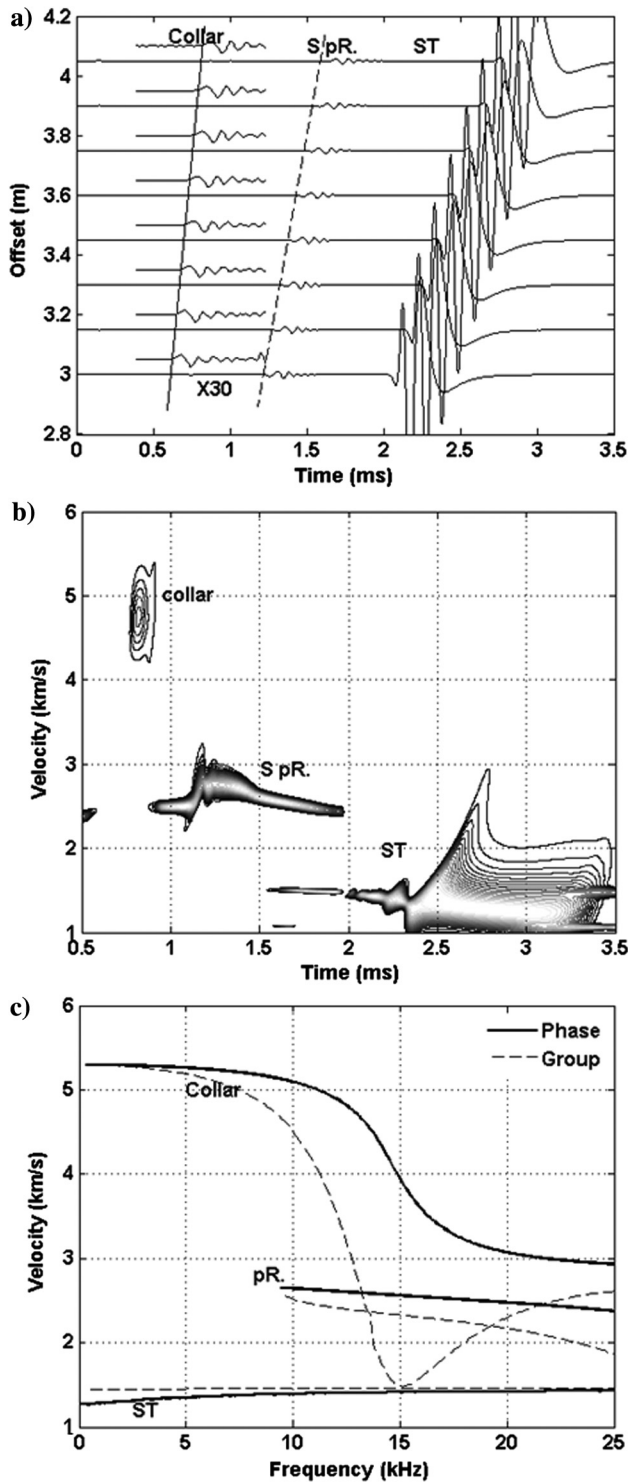 a)
4.2
4
3.8
3.6
3.4
3.2
3
2.8
Offset (m)
Collar
S pR.
ST
X30
0
0.5
1
1.5
2
2.5
3
3.5
Time (ms)
b)
6
5
4
3
2
1
Velocity (km/s)
collar
S pR.
ST
0.5
1
1.5
2
2.5
3
3.5
Time (ms)
c)
6
5
4
3
2
1
Velocity (km/s)
Phase
Group
Collar
pR.
ST
0
5
10
15
20
25
Frequency (kHz)